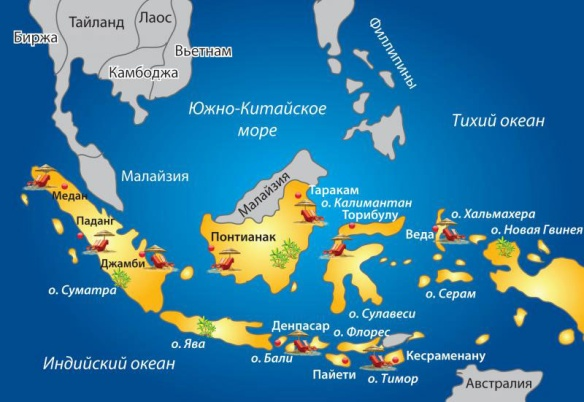 Лаос
Тайланд
Биржа
Вьетнам
Камбоджа
Филлипины
Южно-Китайское
море
Тихий океан
Малайзия
Малайзия
Таракам
о. Калимантан
Торибулу
о. Хальмахера
о. Новая Гвинея
Медан
Паданг
Понтианак
Веда
Джамби
о. Суматра
о. Серам
о. Сулавеси
Денпасар
о. Флорес
о. Ява
о. Бали
Кесраменану
Индийский океан
Пайети
о. Тимор
Австралия